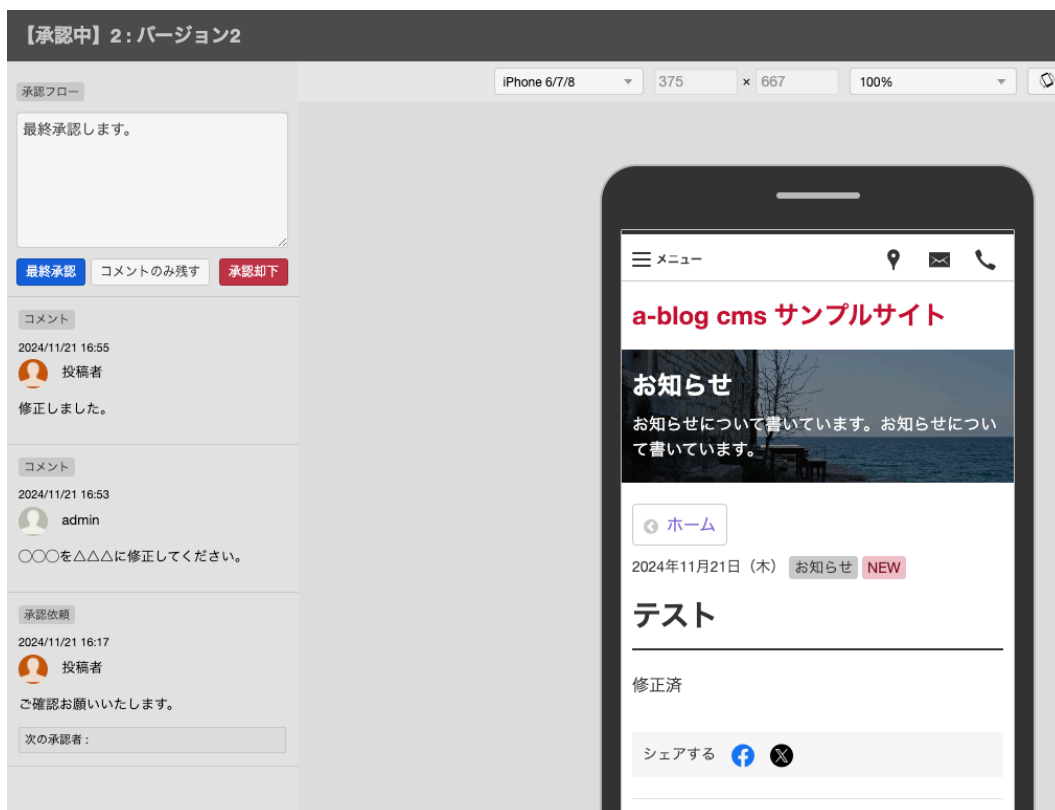 【承認中】2 : バージョン2
承認フロー
最終承認します。
最終承認
コメントのみ残す
承認却下
コメント
2024/11/21 16:55
投稿者
修正しました。
コメント
2024/11/21 16:53
admin
〇〇〇を△△△に修正してください。
承認依頼
2024/11/21 16:17
投稿者
ご確認お願いいたします。
次の承認者 :
iPhone 6/7/8
375 × 667
100%
メニュー
a-blog cms サンプルサイト
お知らせ
お知らせについて書いています。お知らせについ
て書いています。
ホーム
2024年11月21日（木） お知らせ NEW
テスト
修正済
シェアする